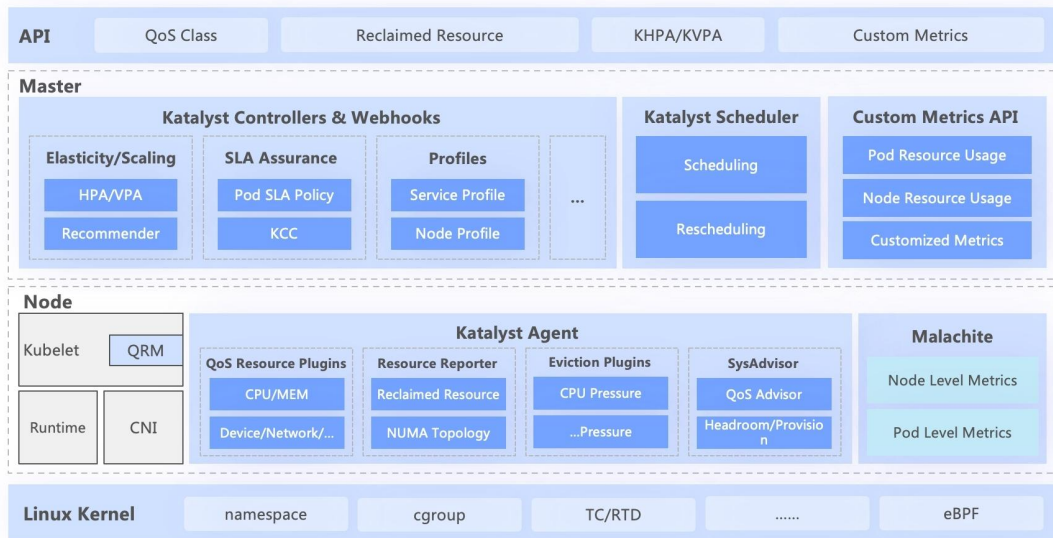 API
QoS Class
Reclaimed Resource
KHPA/KVPA
Custom Metrics
Master
Katalyst Controllers & Webhooks
Elasticity/Scaling
HPA/VPA
Recommender
SLA Assurance
Pod SLA Policy
KCC
Profiles
Service Profile
Node Profile
...
Katalyst Scheduler
Scheduling
Rescheduling
Custom Metrics API
Pod Resource Usage
Node Resource Usage
Customized Metrics
Node
Kubelet
QRM
Runtime
CNI
Katalyst Agent
QoS Resource Plugins
CPU/MEM
Device/Network/...
Resource Reporter
Reclaimed Resource
NUMA Topology
Eviction Plugins
CPU Pressure
...Pressure
SysAdvisor
QoS Advisor
Headroom/Provisio
n
Malachite
Node Level Metrics
Pod Level Metrics
Linux Kernel
namespace
cgroup
TC/RTD
......
eBPF